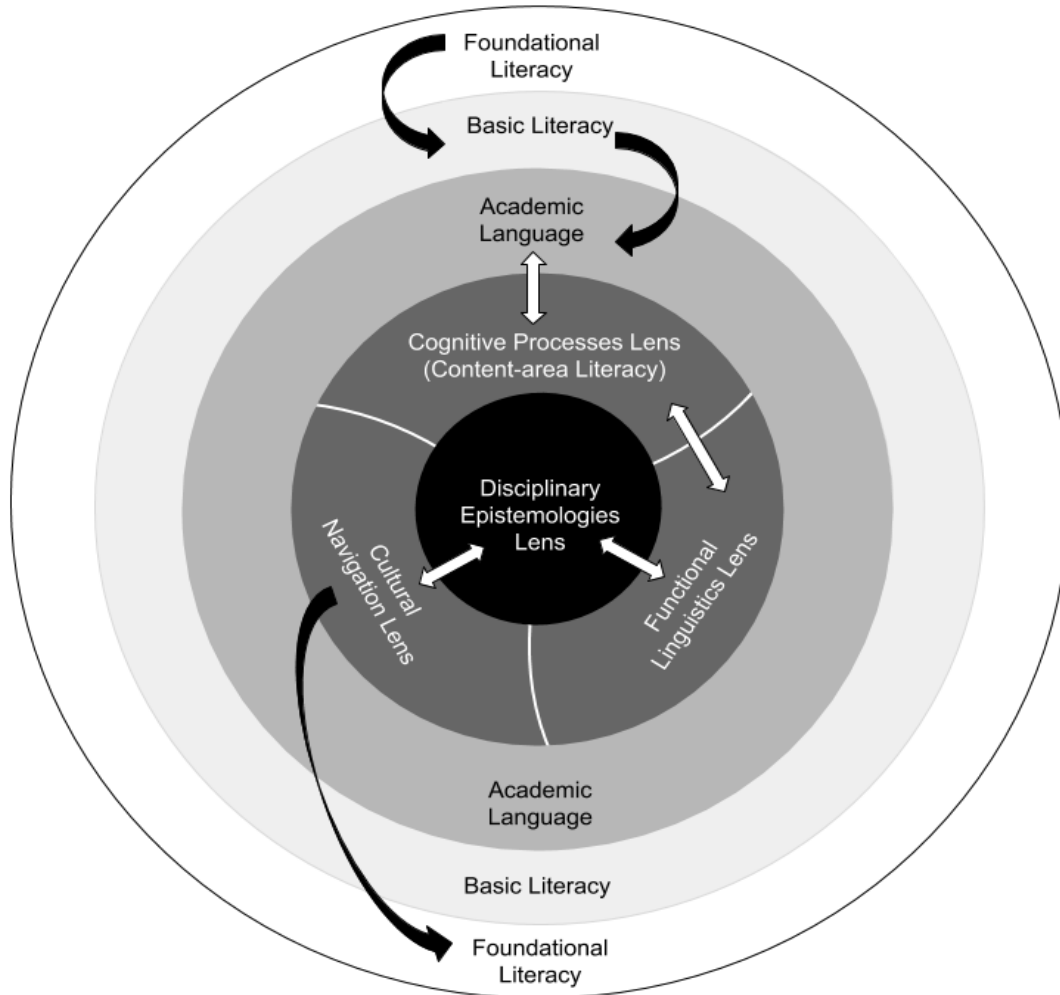 Foundational
Literacy
Basic Literacy
Academic
Language
Cognitive Processes Lens
(Content-area Literacy)
Disciplinary
Epistemologies
Lens
Cultural
Navigation Lens
Functional
Linguistics Lens
Academic
Language
Basic Literacy
Foundational
Literacy